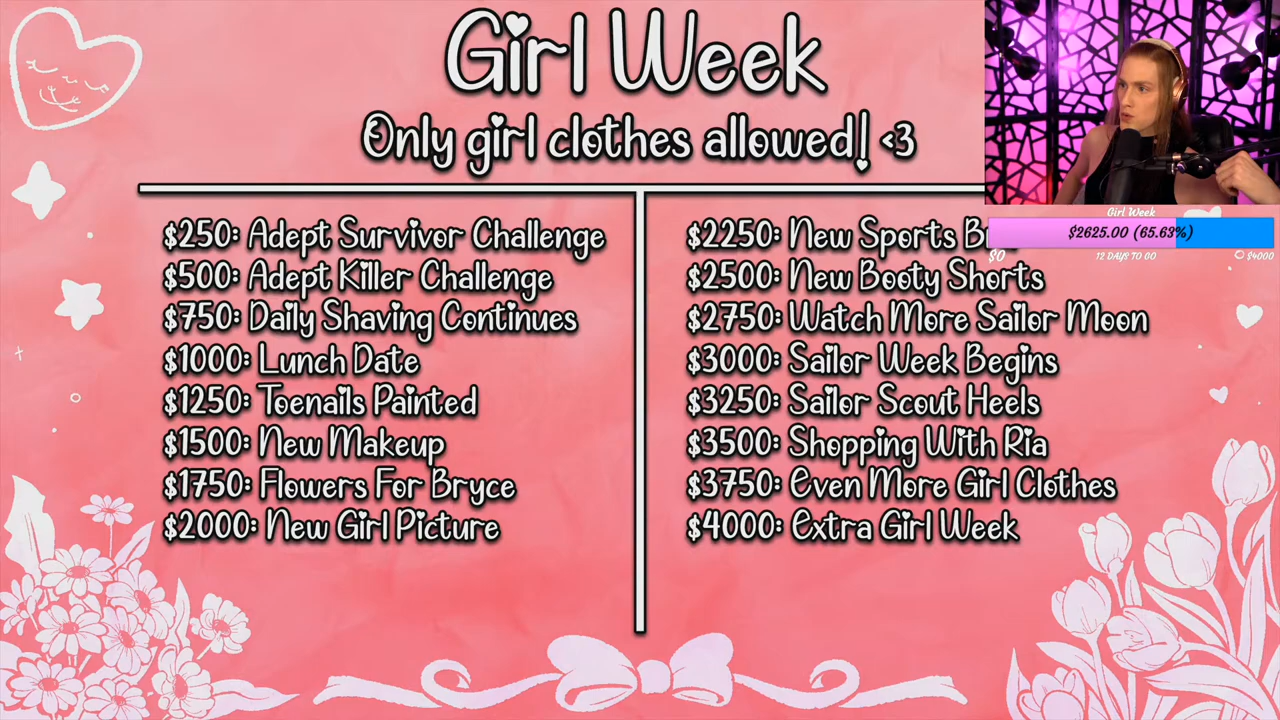 Girl Week
Only girl clothes allowed! <3
$250: Adept Survivor Challenge
$500: Adept Killer Challenge
$750: Daily Shaving Continues
$1000: Lunch Date
$1250: Toenails Painted
$1500: New Makeup
$1750: Flowers For Bryce
$2000: New Girl Picture
$2250: New Sports
$2500: New Booty Shorts
$2750: Watch More Sailor Moon
$3000: Sailor Week Begins
$3250: Sailor Scout Heels
$3500: Shopping With Ria
$3750: Even More Girl Clothes
$4000: Extra Girl Week
Girl Week
$2625.00 (65.63%)
$0 12 DAYS TO GO $4000